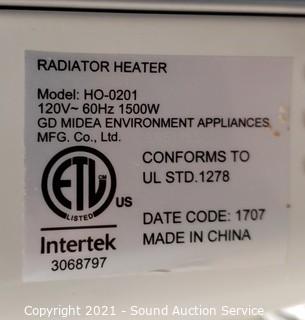 RADIATOR HEATER
Model: HO-0201
120V~ 60Hz 1500W
GD MIDEA ENVIRONMENT APPLIANCES
MFG. Co., Ltd.
ETL
CM
LISTED
US
Intertek
3068797
CONFORMS TO
UL STD.1278
DATE CODE: 1707
MADE IN CHINA
Copyright 2021 - Sound Auction Service